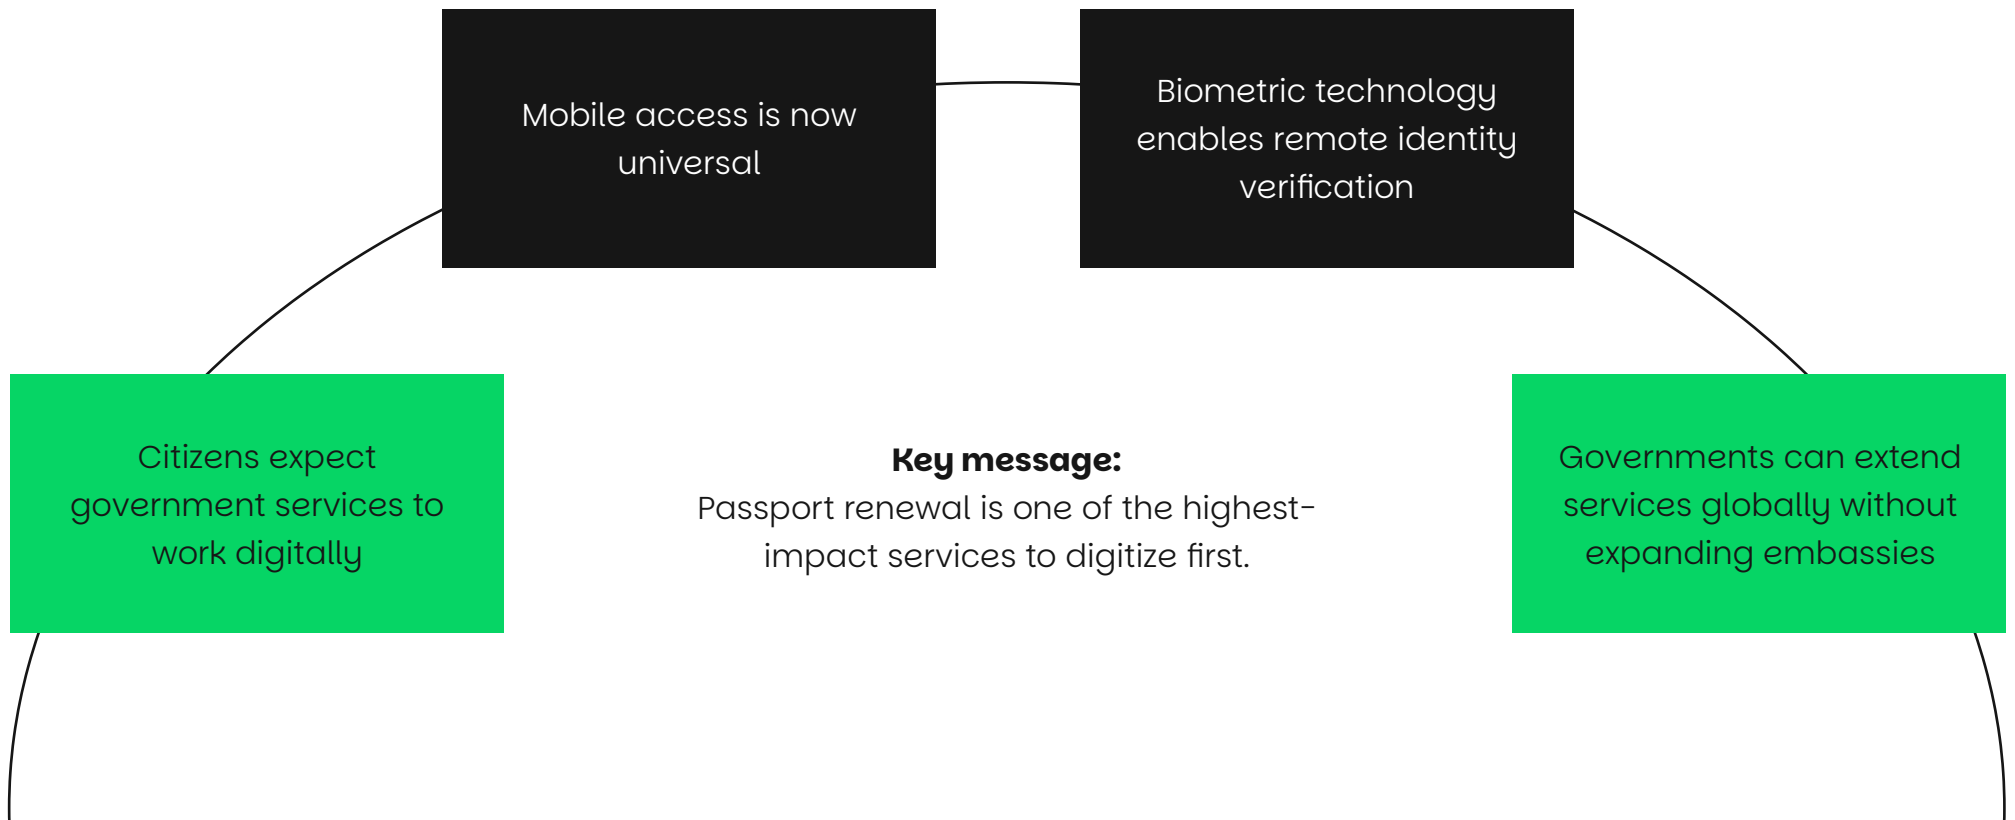 Mobile access is now
universal
Biometric technology
enables remote identity
verification
Citizens expect
government services to
work digitally
Key message:
Passport renewal is one of the highest-
impact services to digitize first.
Governments can extend
services globally without
expanding embassies